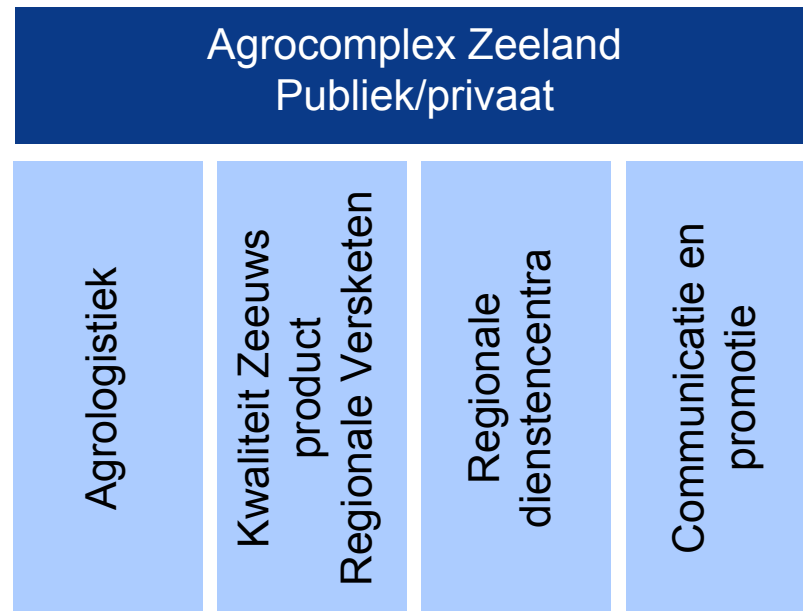 Agrocomplex Zeeland
Publiek/privaat
Agrologistiek
Kwaliteit Zeeuws
product
Regionale Versketen
Regionale
dienstencentra
Communicatie en
promotie